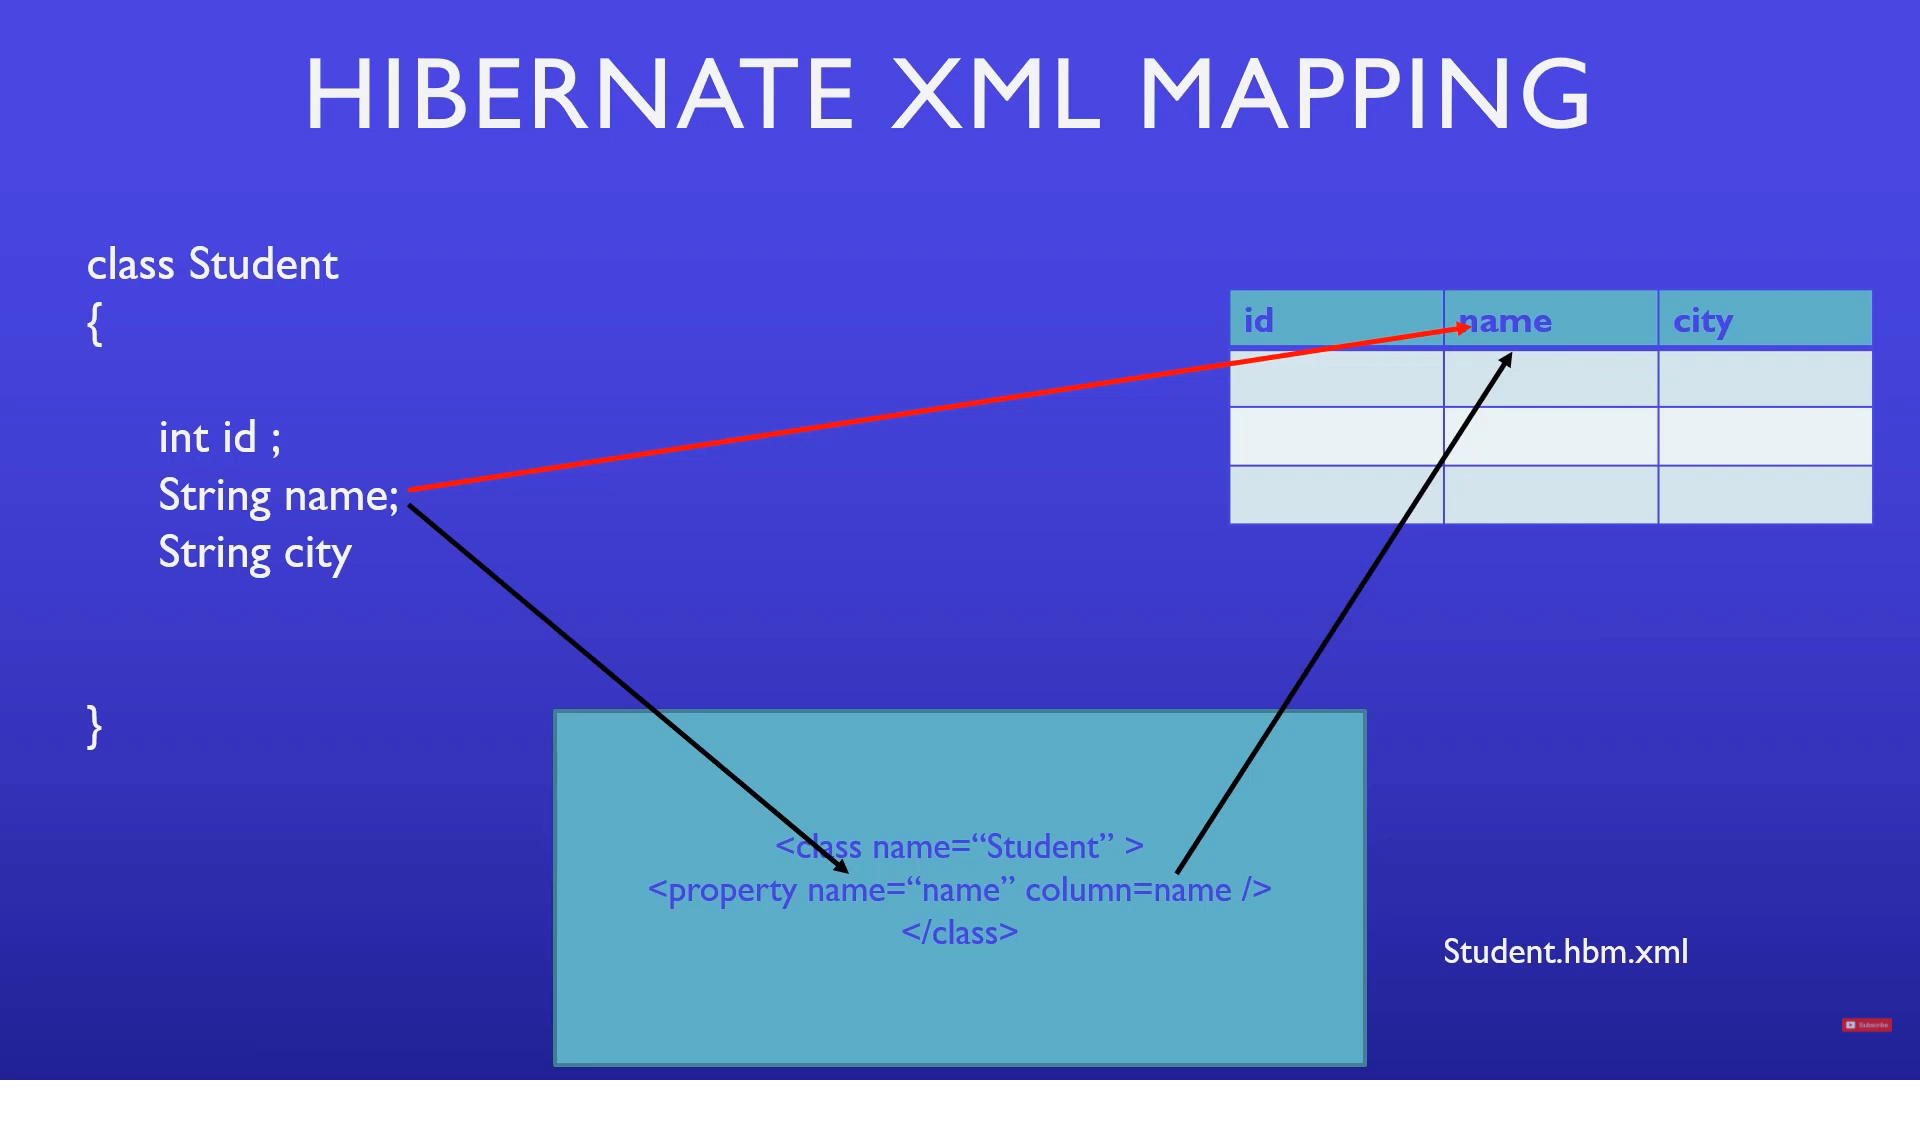 HIBERNATE XML MAPPING
class Student
{
int id ;
String name;
String city
}
id name city
<class name=“Student” >
<property name=“name” column=name />
</class>
Student.hbm.xml
Subscribe